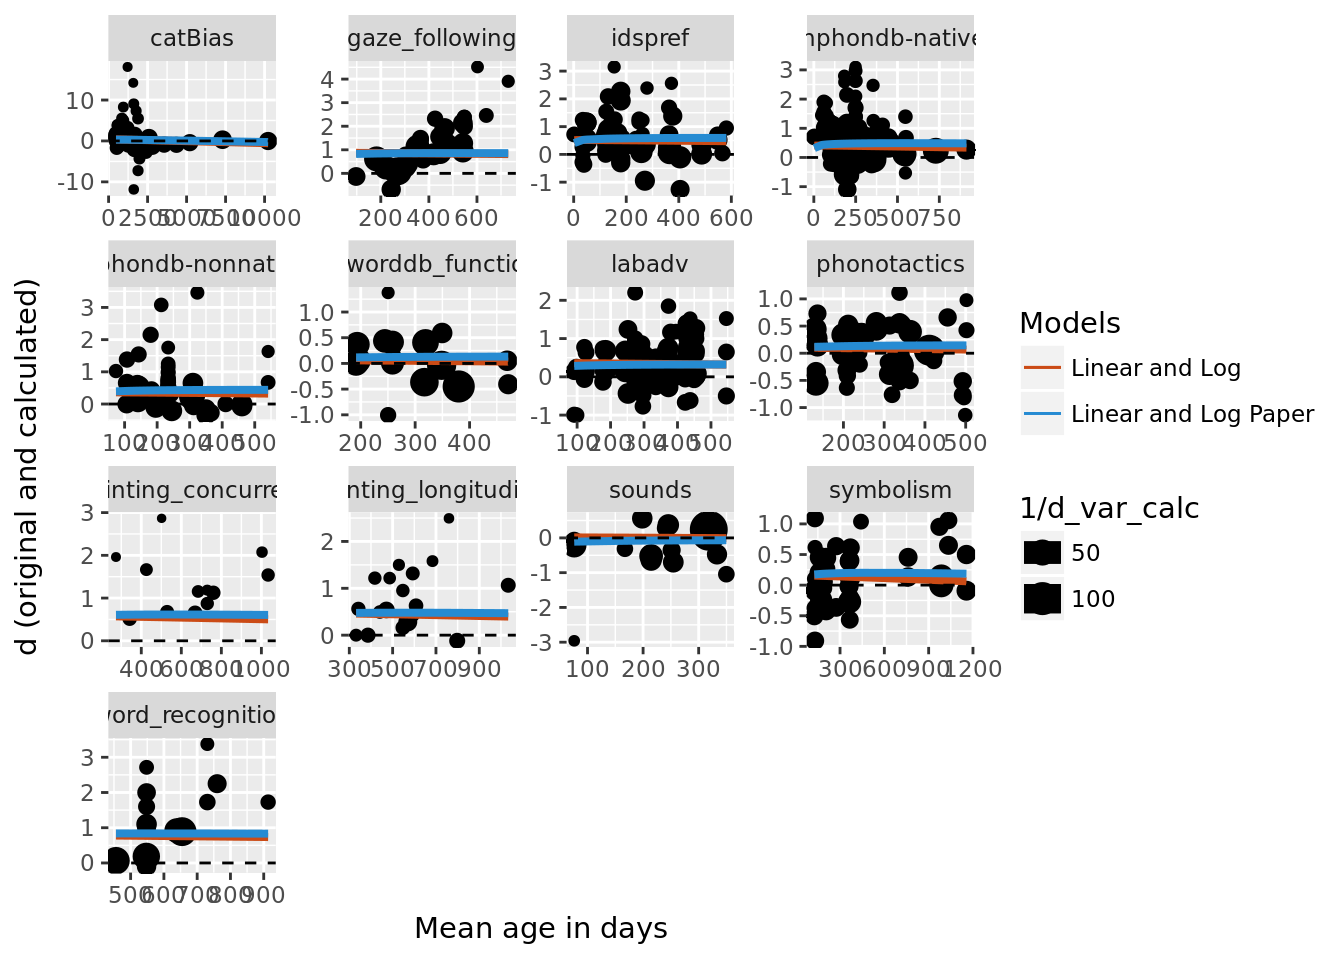 catBias
gaze_following
idspref
nphondb-native
10
0
-10
0 2500 5000 7500 10000
4
3
2
1
0
200 400 600
3
2
1
0
-1
0 200 400 600
3
2
1
0
-1
0 250 500 750
phondb-nonnat
worddb_functio
labadv
phonotactics
3
2
1
0
100 200 300 400 500
1.0
0.5
0.0
-0.5
-1.0
200 300 400
2
1
0
-1
100 200 300 400 500
1.0
0.5
0.0
-0.5
-1.0
200 300 400 500
inting_concurre
nting_longitudi
sounds
symbolism
3
2
1
0
400 600 800 1000
2
1
0
300 500 700 900
0
-1
-2
-3
100 200 300
1.0
0.5
0.0
-0.5
-1.0
300 600 900 1200
word_recognitio
3
2
1
0
500 600 700 800 900
Mean age in days
d (original and calculated)
Models
Linear and Log
Linear and Log Paper
1/d_var_calc
50
100